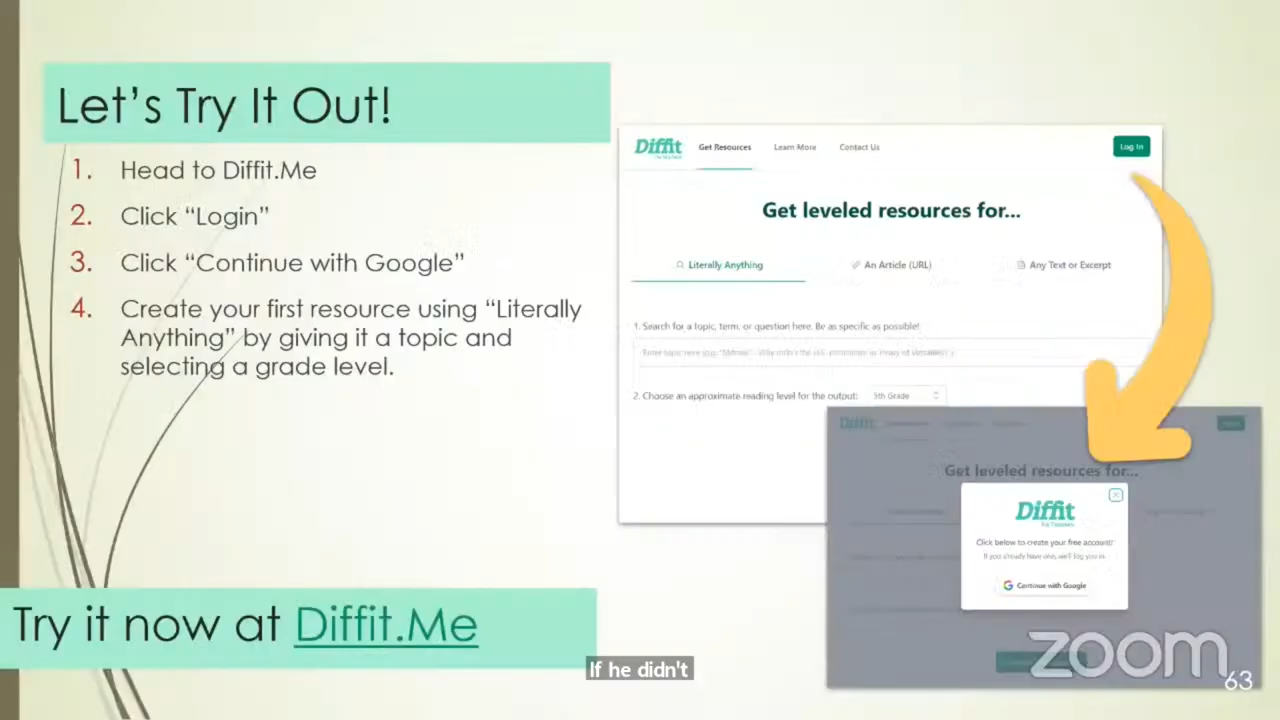 Let's Try It Out!
1. Head to Diffit.Me
2. Click “Login”
3. Click “Continue with Google”
4. Create your first resource using “Literally
Anything” by giving it a topic and
selecting a grade level.
Try it now at Diffit.Me
Diffit
Get Resources
Learn More
Contact Us
Log In
Get leveled resources for...
Literally Anything
An Article (URL)
Any Text or Excerpt
1. Search for a topic, term, or question here. Be as specific as possible!
2. Choose an approximate reading level for the output:
5th Grade
Diffit
Get leveled resources for...
Diffit
Click below to create your free account!
If you already have one, we'll log you in.
Continue with Google
zoom
63
If he didn't